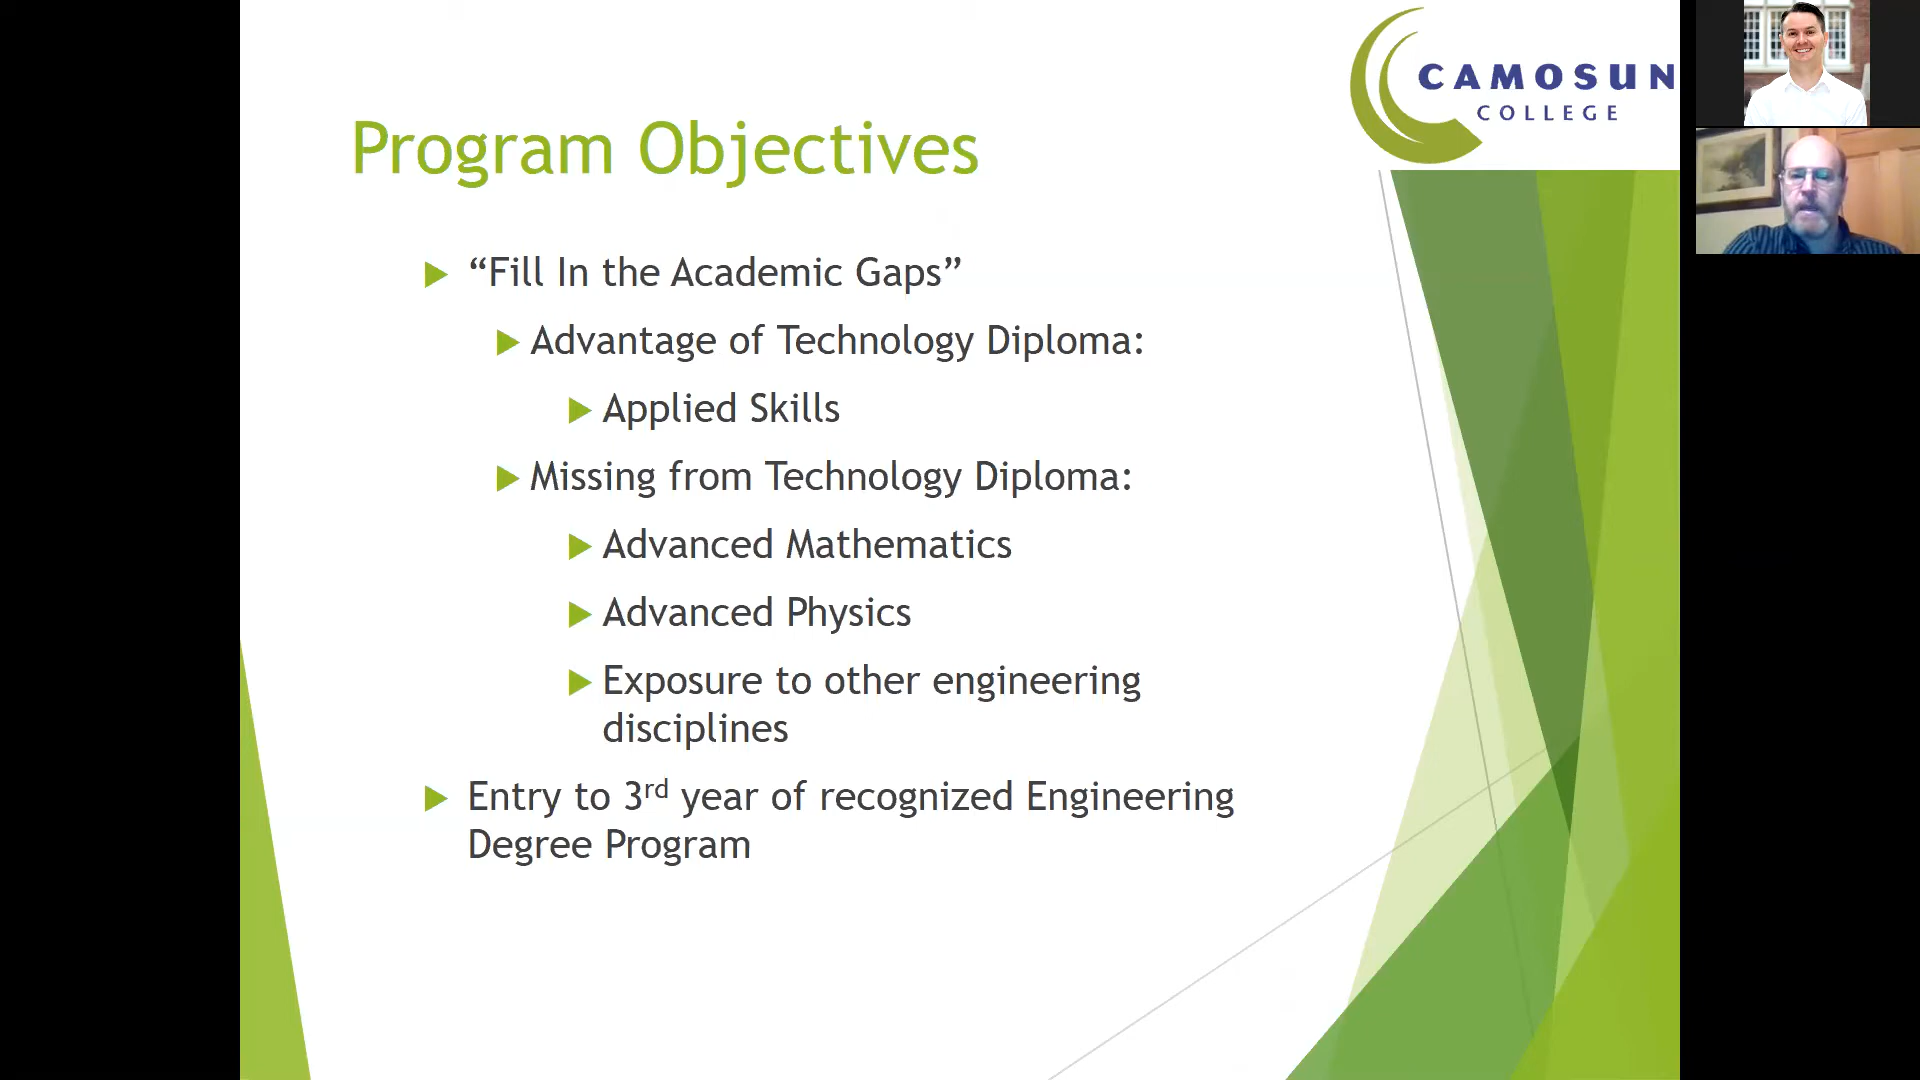 CAMOSUN
COLLEGE
Program Objectives
“Fill In the Academic Gaps”
Advantage of Technology Diploma:
Applied Skills
Missing from Technology Diploma:
Advanced Mathematics
Advanced Physics
Exposure to other engineering
disciplines
Entry to 3rd year of recognized Engineering
Degree Program